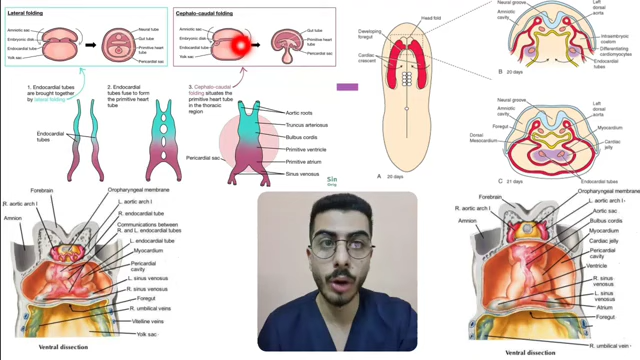 Lateral folding
Amniotic sac
Embryonic disk
Endocardial tube
Yolk sac
Neural tube
Gut tube
Primitive heart tube
Pericardial sac
Cephalo-caudal folding
Amniotic sac
Embryonic disc
Endocardial tube
Yolk sac
Gut tube
Primitive heart tube
Pericardial sac
1. Endocardial tubes are brought together by lateral folding
2. Endocardial tubes fuse to form the primitive heart tube
3. Cephalo-caudal folding situates the primitive heart tube in the thoracic region
Endocardial tubes
Pericardial sac
Aortic roots
Truncus arteriosus
Bulbus cordis
Primitive ventricle
Primitive atrium
Sinus venosus
Head fold
Developing foregut
Cardiac crescent
A 20 days
Neural groove
Amniotic cavity
Left dorsal aorta
Intraembryonic coelom
Differentiating cardiomyocytes
Endocardial tubes
B 20 days
Neural groove
Amniotic cavity
Foregut
Dorsal Mesocardium
Left dorsal aorta
Myocardium
Cardiac jelly
Endocardial tubes
C 21 days
Forebrain
R. aortic arch I
Amnion
Oropharyngeal membrane
L. aortic arch I
R. endocardial tube
Communications between R. and L. endocardial tubes
L. endocardial tube
Myocardium
Pericardial cavity
L. sinus venosus
R. sinus venosus
Foregut
R. umbilical veins
Vitelline veins
Yolk sac
Ventral dissection
Forebrain
R. aortic arch I
Amnion
Oropharyngeal membrane
L. aortic arch I
Aortic sac
Bulbus cordis
Myocardium
Cardiac jelly
Pericardial cavity
Ventricle
R. sinus venosus
L. sinus venosus
Atrium
Foregut
R. umbilical vein
Ventral dissection